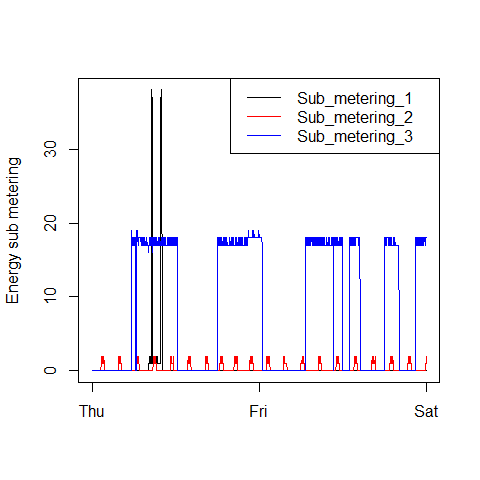 Sub_metering_1
Sub_metering_2
Sub_metering_3
Energy sub metering
30
20
10
0
Thu Fri Sat